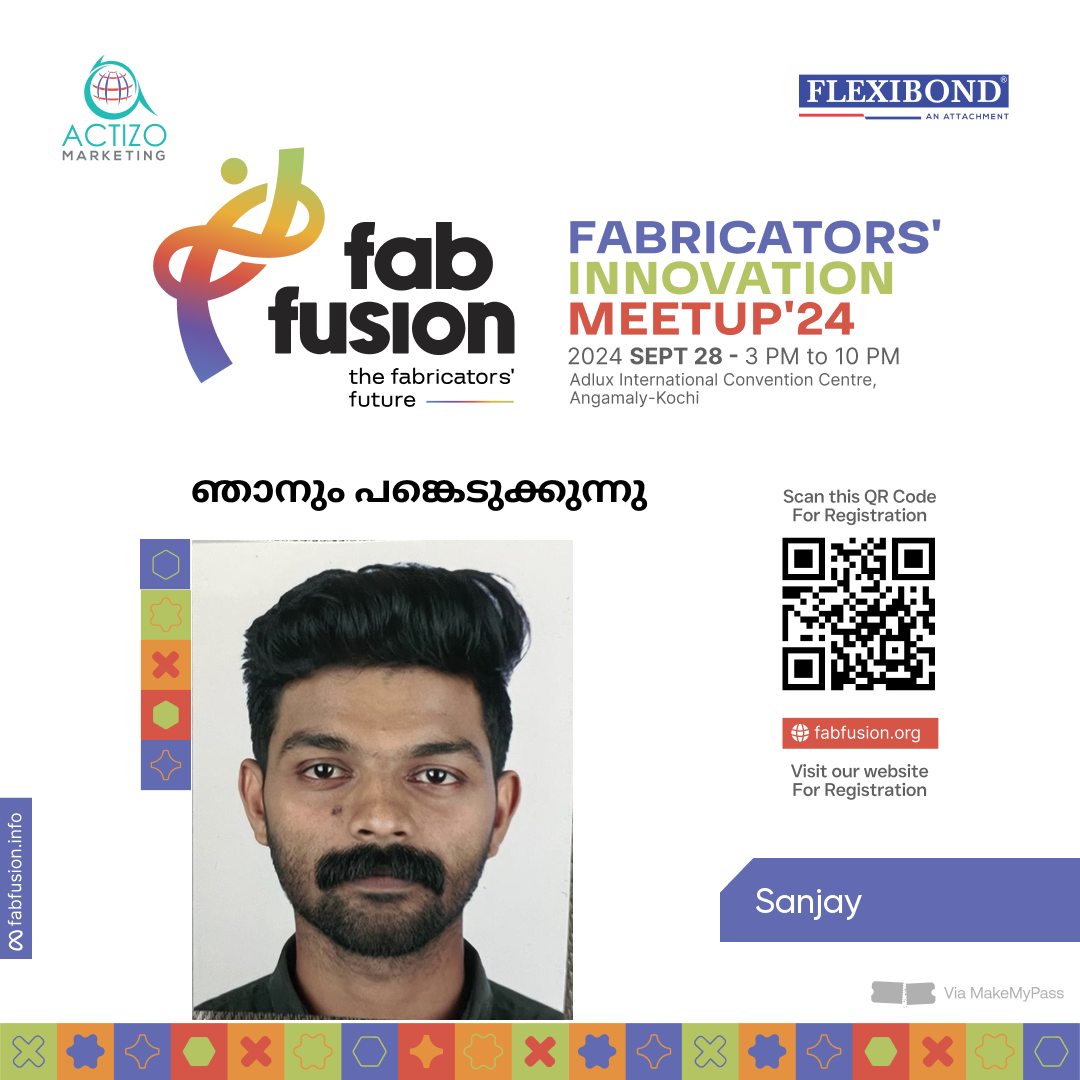 ACTIZO
MARKETING
FLEXIBOND®
AN ATTACHMENT
fab
fusion
the fabricators'
future
FABRICATORS'
INNOVATION
MEETUP'24
2024 SEPT 28 - 3 PM to 10 PM
Adlux International Convention Centre,
Angamaly-Kochi
ഞാനും പങ്കെടുക്കുന്നു
Scan this QR Code
For Registration
fabfusion.org
Visit our website
For Registration
fabfusion.info
Sanjay
Via MakeMyPass